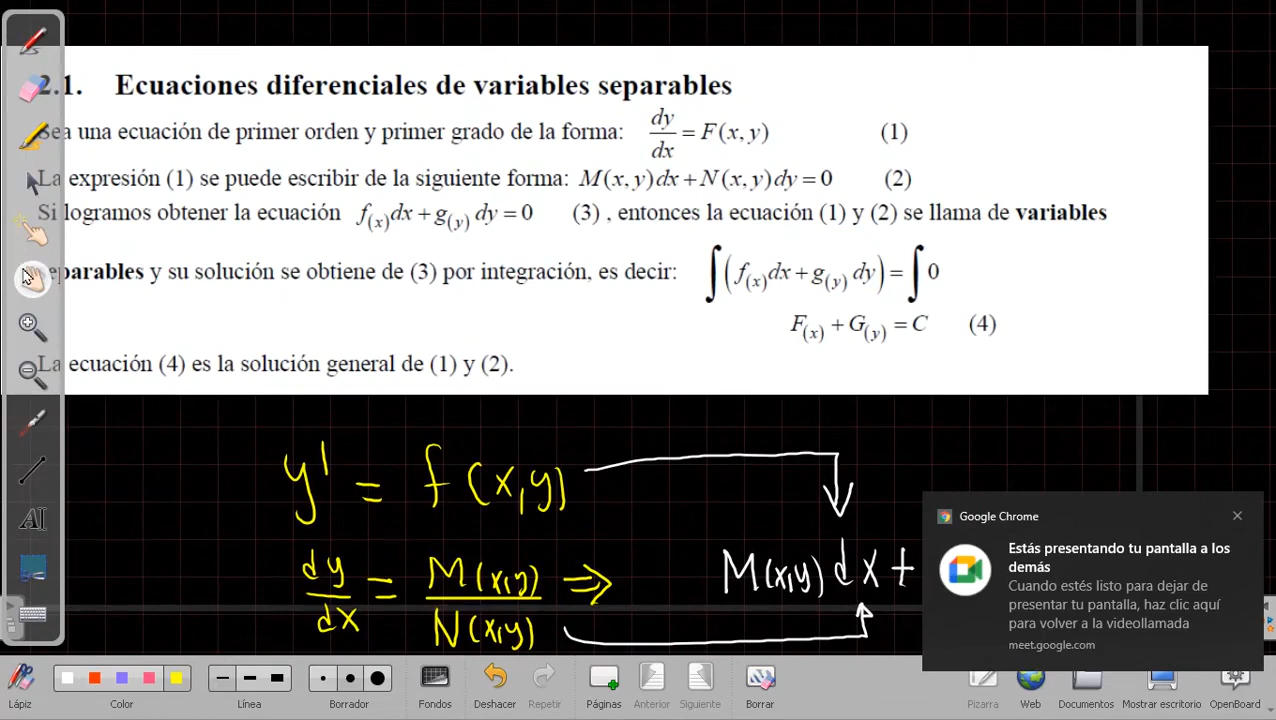 2.1. Ecuaciones diferenciales de variables separables
Sea una ecuación de primer orden y primer grado de la forma: dy/dx = F(x, y) (1)
La expresión (1) se puede escribir de la siguiente forma: M(x, y)dx + N(x, y)dy = 0 (2)
Si logramos obtener la ecuación f(x)dx + g(y)dy = 0 (3) , entonces la ecuación (1) y (2) se llama de variables
separables y su solución se obtiene de (3) por integración, es decir: ∫(f(x)dx + g(y)dy) = ∫0
F(x) + G(y) = C (4)
La ecuación (4) es la solución general de (1) y (2).
y' = f(x,y)
dy/dx = M(x,y)/N(x,y) ⇒ M(x,y) dx +
Google Chrome
Estás presentando tu pantalla a los
demás
Cuando estés listo para dejar de
presentar tu pantalla, haz clic aquí
para volver a la videollamada
meet.google.com
Lápiz Color Línea Borrador Fondos Deshacer Repetir Páginas Anterior Siguiente Borrar Pizarra Web Documentos Mostrar escritorio OpenBoard